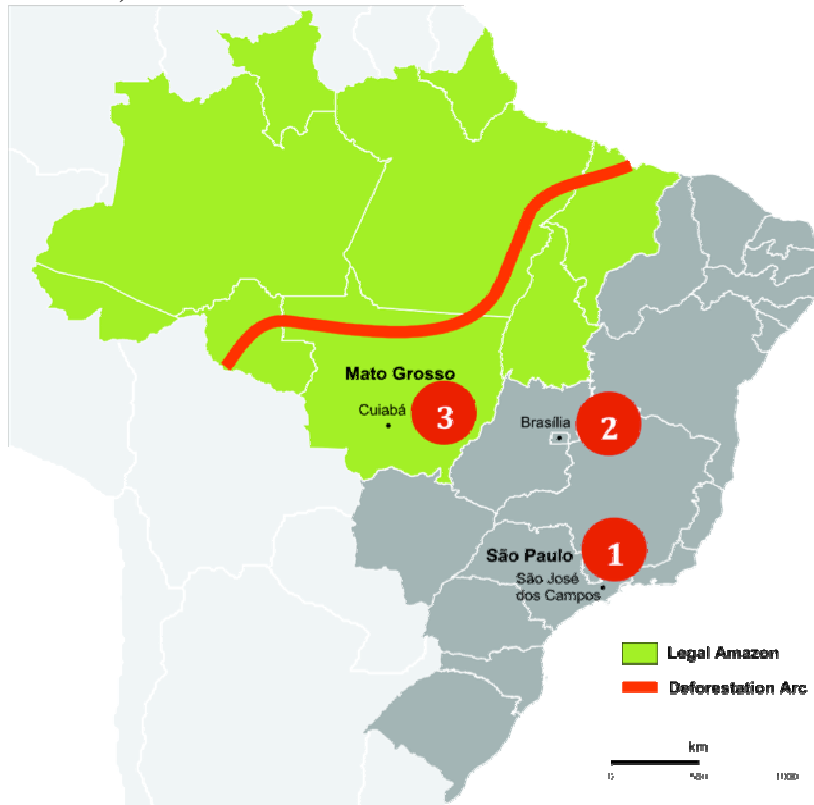 Mato Grosso
Cuiabá
3
Brasília
2
São Paulo
1
São José
dos Campos
Legal Amazon
Deforestation Arc
km
0 500 1000